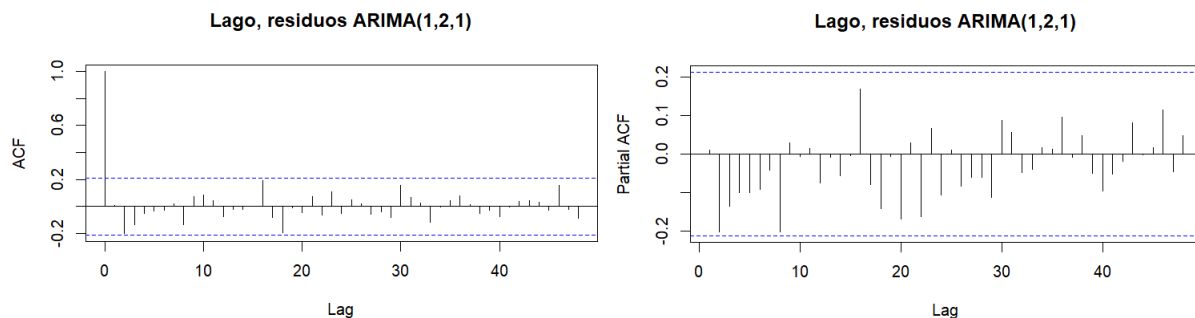 Lago, residuos ARIMA(1,2,1)
ACF
1.0
0.6
0.2
-0.2
0 10 20 30 40
Lag
Lago, residuos ARIMA(1,2,1)
Partial ACF
0.2
0.1
0.0
-0.2
0 10 20 30 40
Lag